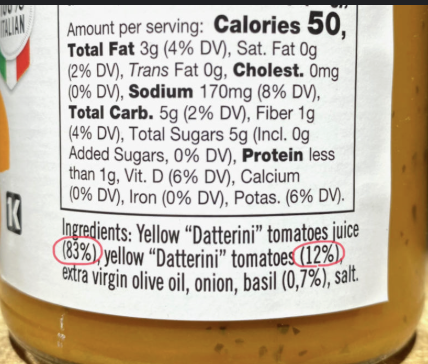 ITALIAN
Amount per serving: Calories 50,
Total Fat 3g (4% DV), Sat. Fat 0g
(2% DV), Trans Fat 0g, Cholest. 0mg
(0% DV), Sodium 170mg (8% DV),
Total Carb. 5g (2% DV), Fiber 1g
(4% DV), Total Sugars 5g (Incl. 0g
Added Sugars, 0% DV), Protein less
than 1g, Vit. D (6% DV), Calcium
(0% DV), Iron (0% DV), Potas. (6% DV).
K
Ingredients: Yellow “Datterini” tomatoes juice
(83%), yellow “Datterini” tomatoes (12%),
extra virgin olive oil, onion, basil (0,7%), salt.